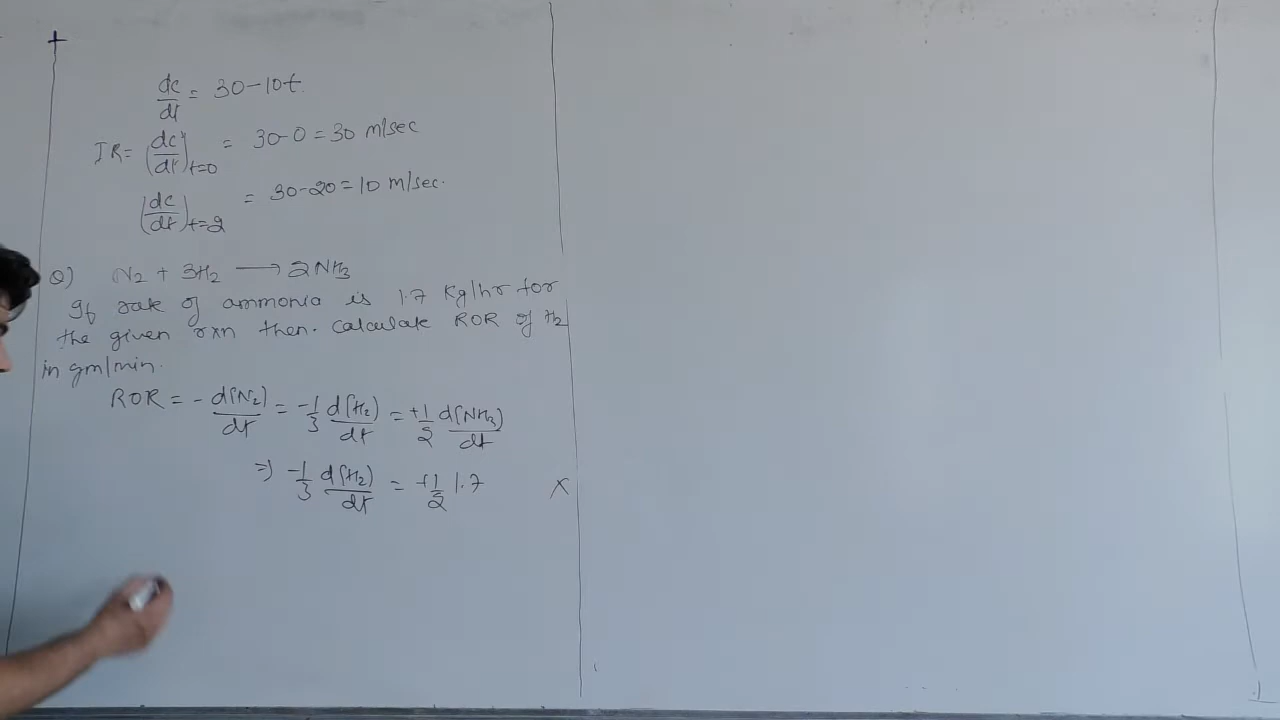 dc/dt = 30-10t.
IR = (dc/dt)t=0 = 30-0 = 30 m/sec
(dc/dt)t=2 = 30-20 = 10 m/sec.
Q) N2 + 3H2 ⟶ 2NH3
If rate of ammonia is 1.7 Kg/hr for
the given rxn then. calculate ROR of H2
in gm/min.
ROR = - d(N2)/dt = -1/3 d(H2)/dt = +1/2 d(NH3)/dt
⇒ -1/3 d(H2)/dt = +1/2 1.7 X